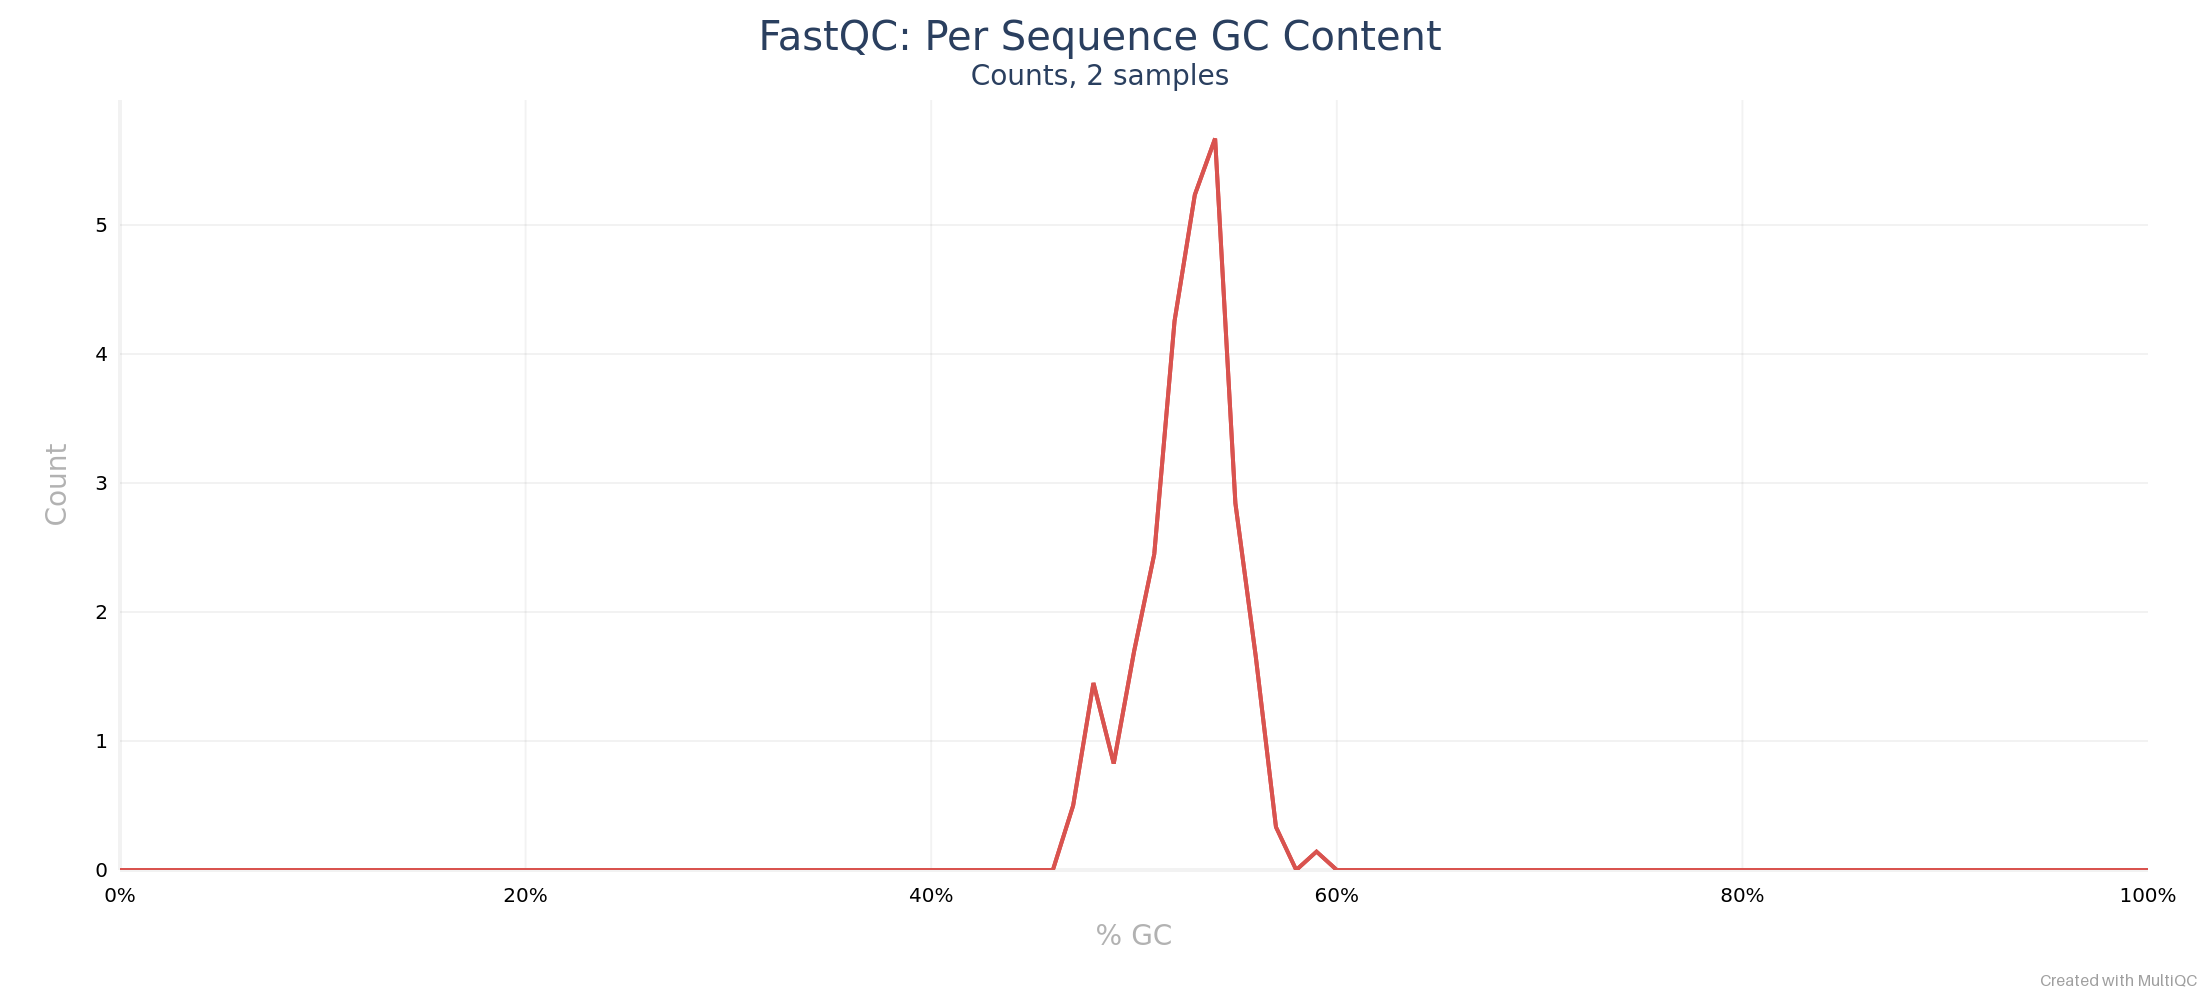 FastQC: Per Sequence GC Content
Counts, 2 samples
5
4
3
2
1
0
Count
0%
20%
40%
60%
80%
100%
% GC
Created with MultiQC